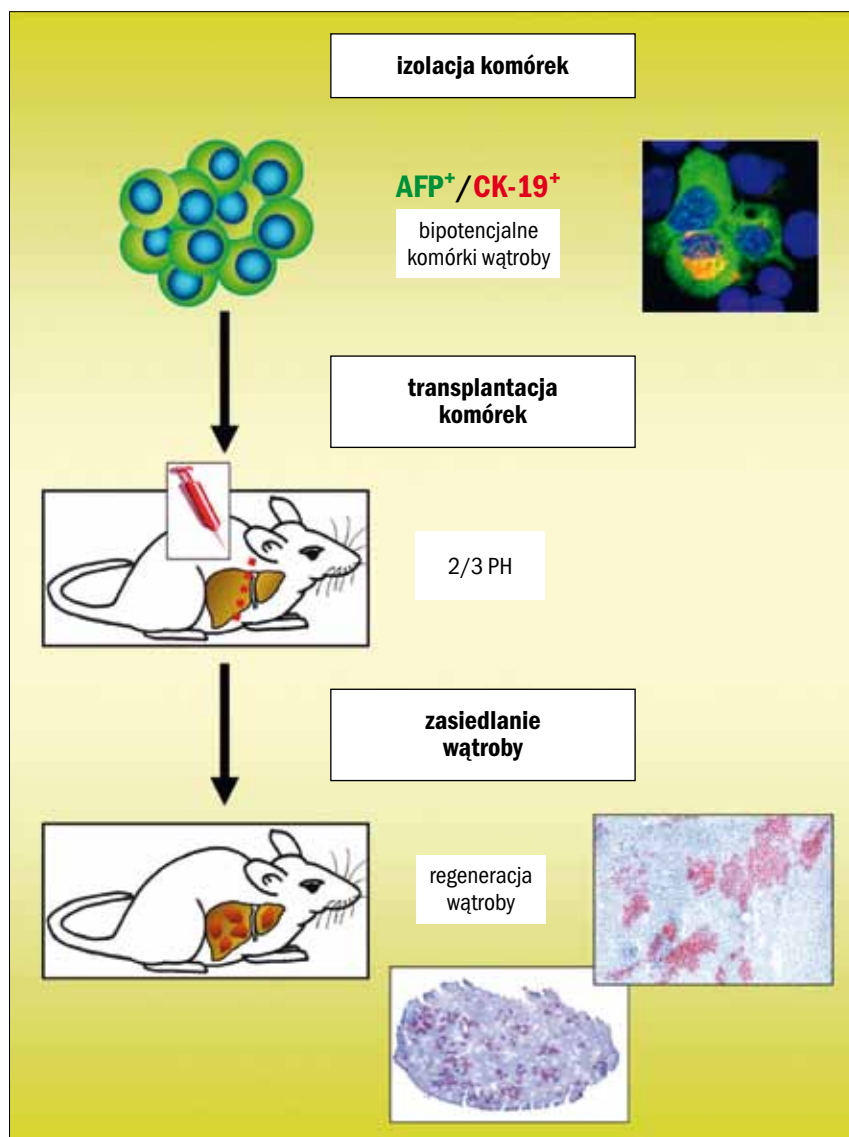 izolacja komórek
AFP⁺/CK-19⁺
bipotencjalne
komórki wątroby
transplantacja
komórek
2/3 PH
zasiedlanie
wątroby
regeneracja
wątroby